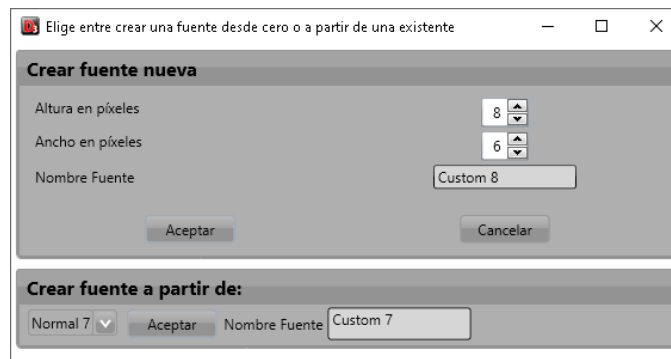 Elige entre crear una fuente desde cero o a partir de una existente
Crear fuente nueva
Altura en píxeles 8
Ancho en píxeles 6
Nombre Fuente Custom 8
Aceptar Cancelar
Crear fuente a partir de:
Normal 7 Aceptar Nombre Fuente Custom 7